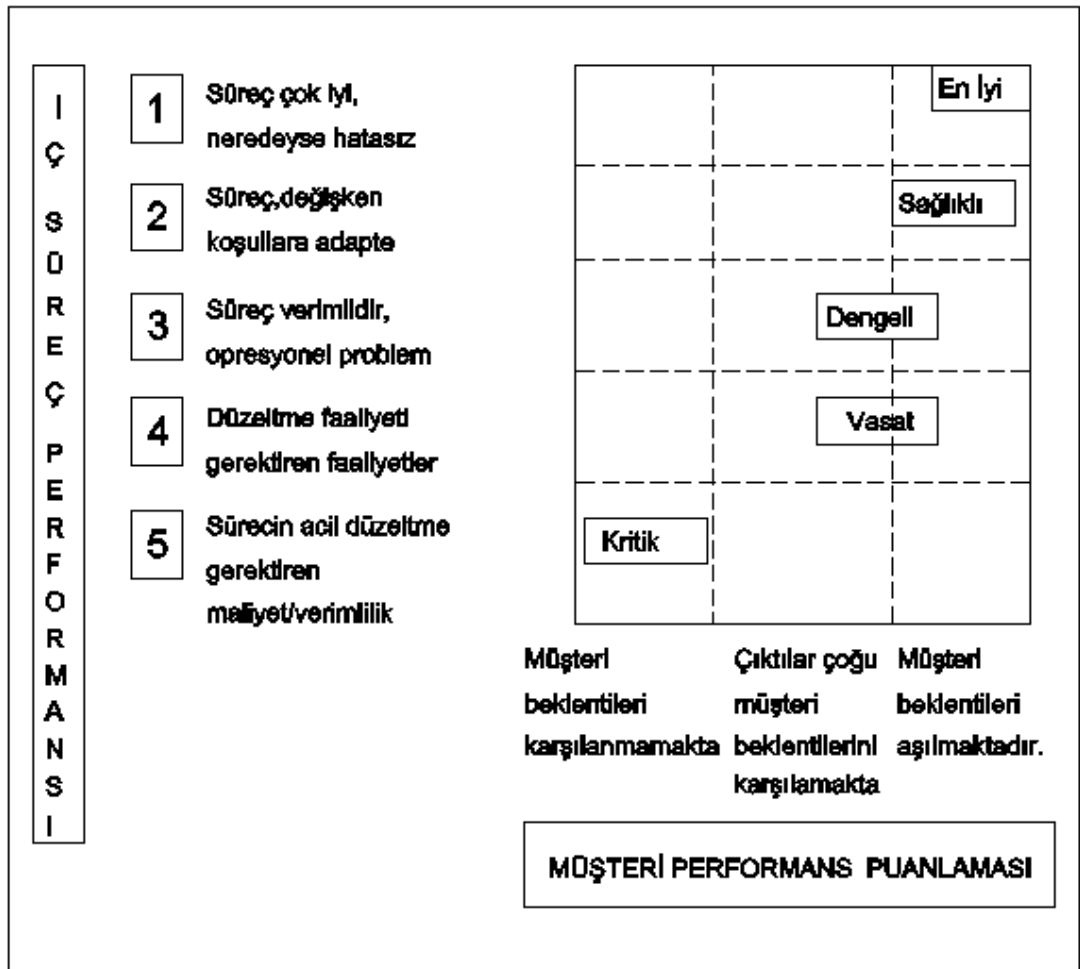 İÇ SÜREÇ PERFORMANSI
1
Süreç çok iyi,
neredeyse hatasız
2
Süreç,değişken
koşullara adapte
3
Süreç verimlidir,
opresyonel problem
4
Düzeltme faaliyeti
gerektiren faaliyetler
5
Sürecin acil düzeltme
gerektiren
maliyet/verimlilik
En İyi
Sağlıklı
Dengeli
Vasat
Kritik
Müşteri
beklentileri
karşılanmamakta
Çıktılar çoğu
müşteri
beklentilerini
karşılamakta
Müşteri
beklentileri
aşılmaktadır.
MÜŞTERİ PERFORMANS PUANLAMASI